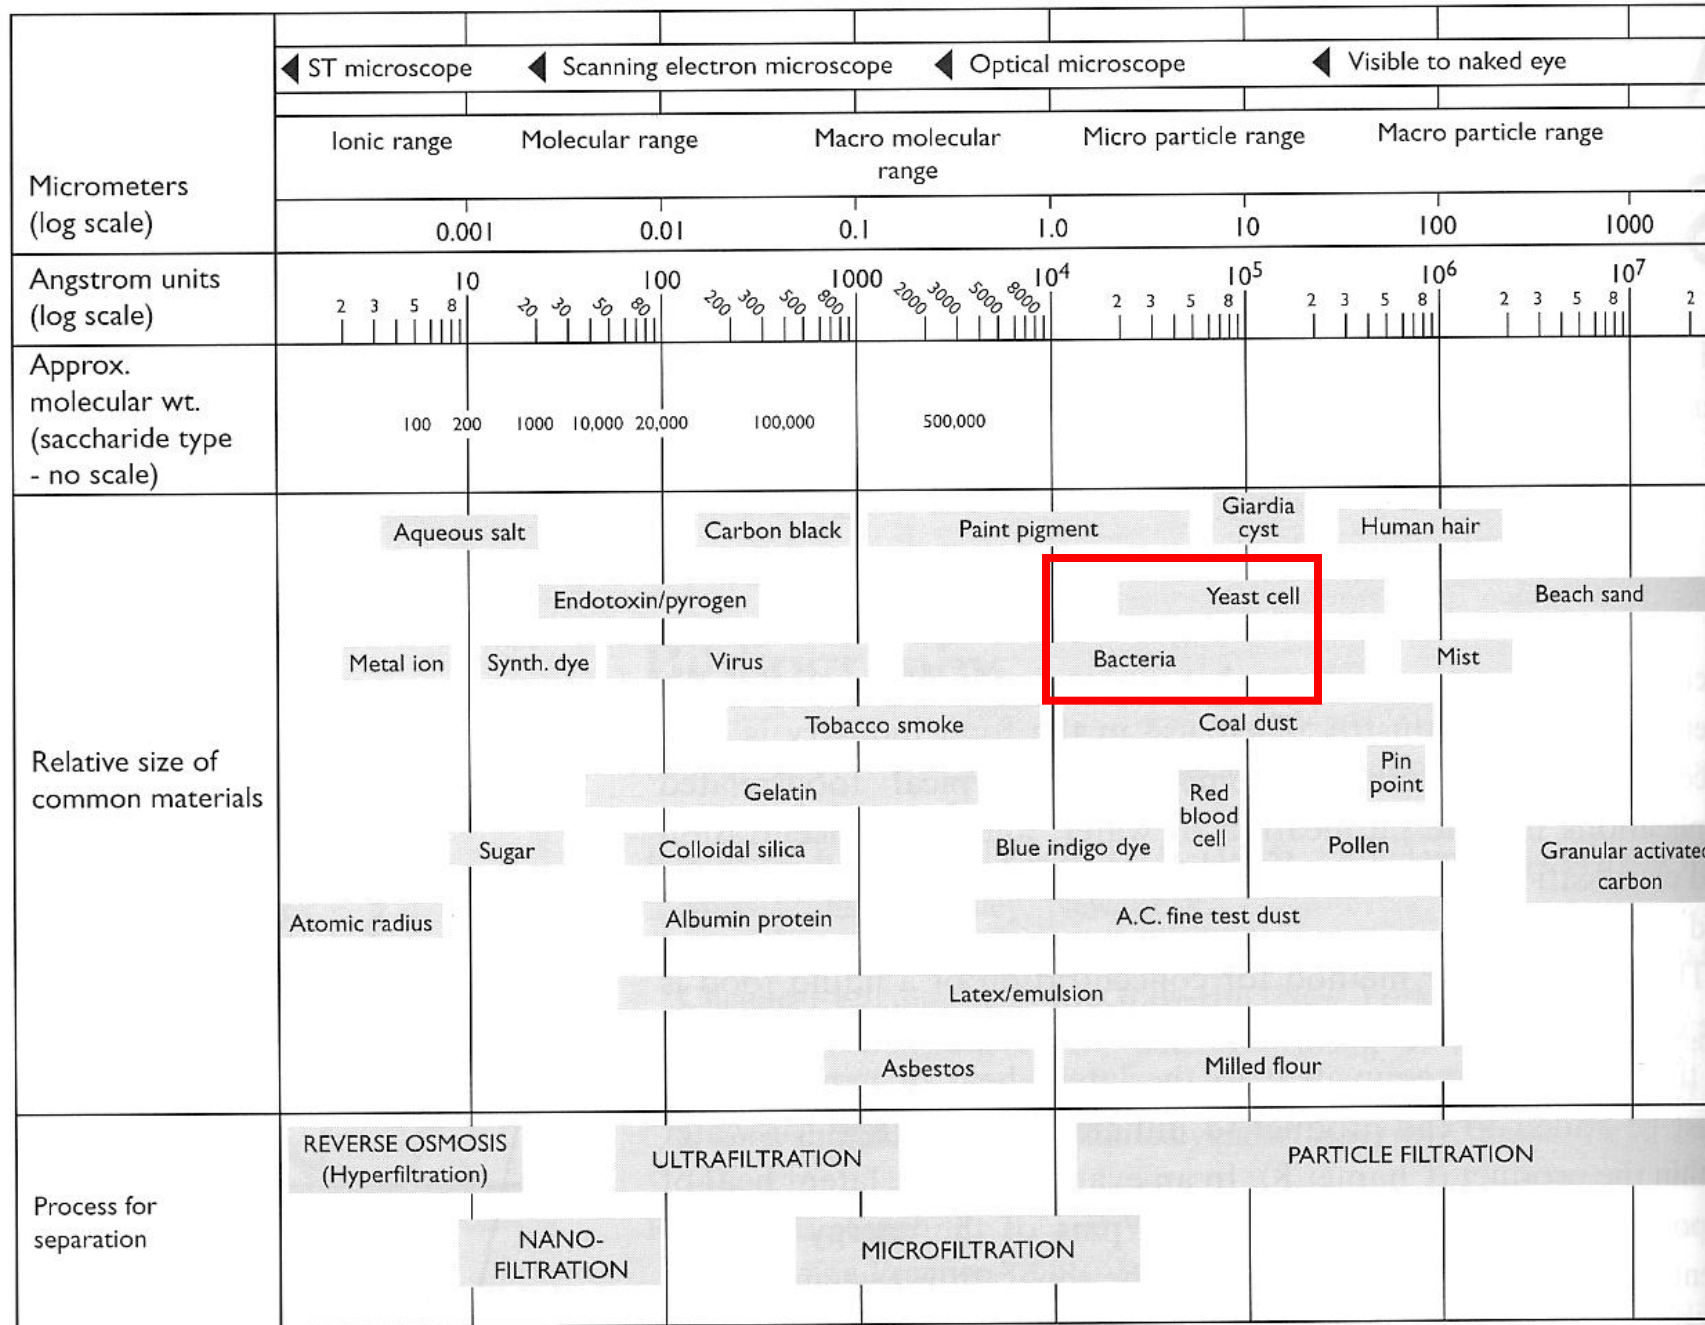 ST microscope
Scanning electron microscope
Optical microscope
Visible to naked eye
Ionic range
Molecular range
Macro molecular
range
Micro particle range
Macro particle range
Micrometers
(log scale)
0.001 0.01 0.1 1.0 10 100 1000
Angstrom units
(log scale)
10 100 1000 10⁴ 10⁵ 10⁶ 10⁷
2 3 5 8 20 30 50 80 200 300 500 800 2000 3000 5000 8000 2 3 5 8 2 3 5 8 2 3 5 8 2
Approx.
molecular wt.
(saccharide type
- no scale)
100 200 1000 10,000 20,000 100,000 500,000
Relative size of
common materials
Aqueous salt
Carbon black
Paint pigment
Giardia
cyst
Human hair
Endotoxin/pyrogen
Yeast cell
Beach sand
Metal ion
Synth. dye
Virus
Bacteria
Mist
Tobacco smoke
Coal dust
Pin
point
Gelatin
Red
blood
cell
Sugar
Colloidal silica
Blue indigo dye
Pollen
Granular activated
carbon
Atomic radius
Albumin protein
A.C. fine test dust
Latex/emulsion
Asbestos
Milled flour
Process for
separation
REVERSE OSMOSIS
(Hyperfiltration)
ULTRAFILTRATION
PARTICLE FILTRATION
NANO-
FILTRATION
MICROFILTRATION